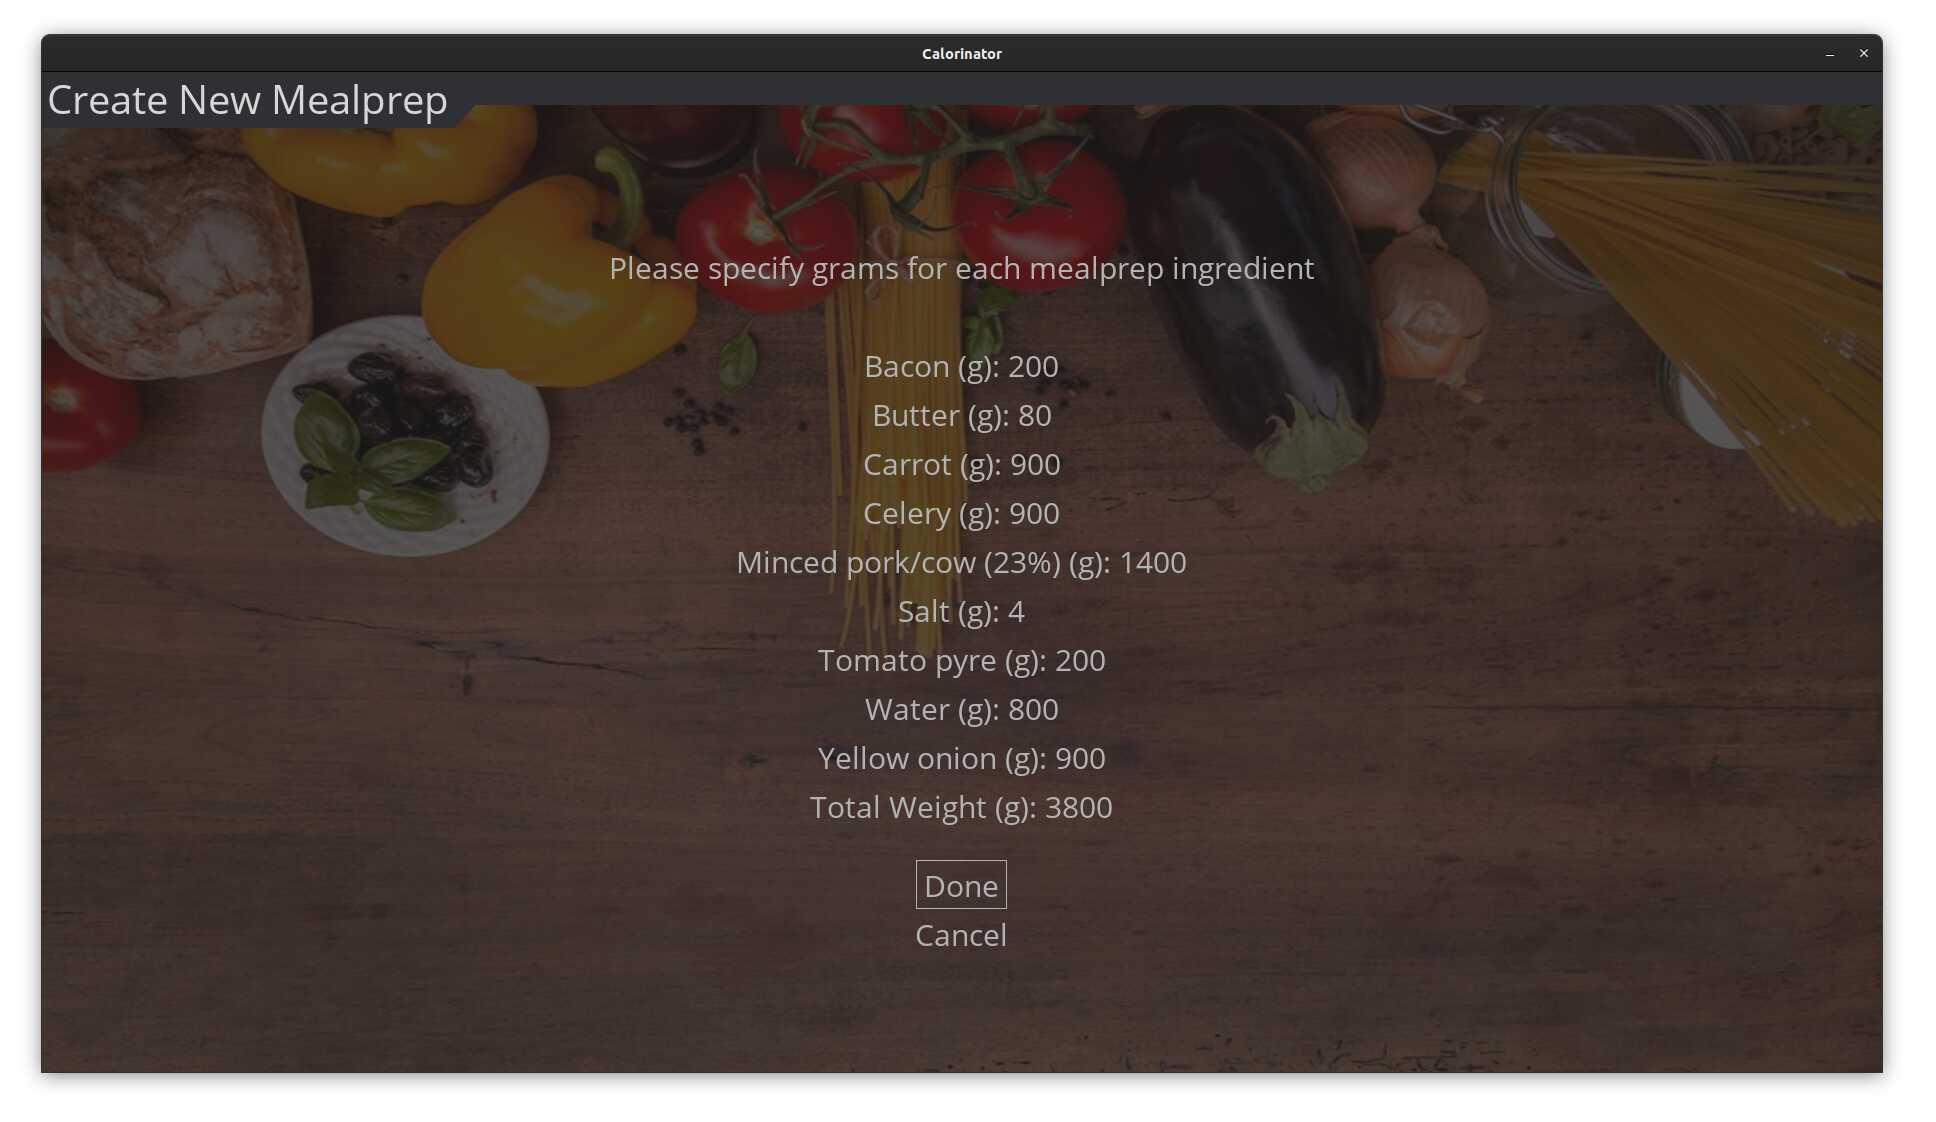 Calorinator
Create New Mealprep
Please specify grams for each mealprep ingredient
Bacon (g): 200
Butter (g): 80
Carrot (g): 900
Celery (g): 900
Minced pork/cow (23%) (g): 1400
Salt (g): 4
Tomato pyre (g): 200
Water (g): 800
Yellow onion (g): 900
Total Weight (g): 3800
Done
Cancel